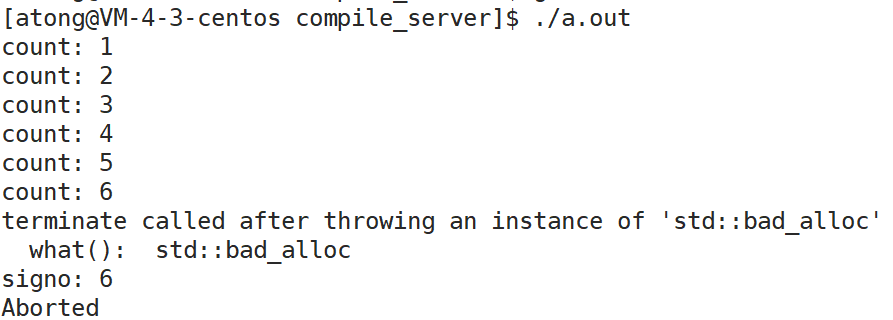 [atong@VM-4-3-centos compile_server]$ ./a.out
count: 1
count: 2
count: 3
count: 4
count: 5
count: 6
terminate called after throwing an instance of 'std::bad_alloc'
  what():  std::bad_alloc
signo: 6
Aborted